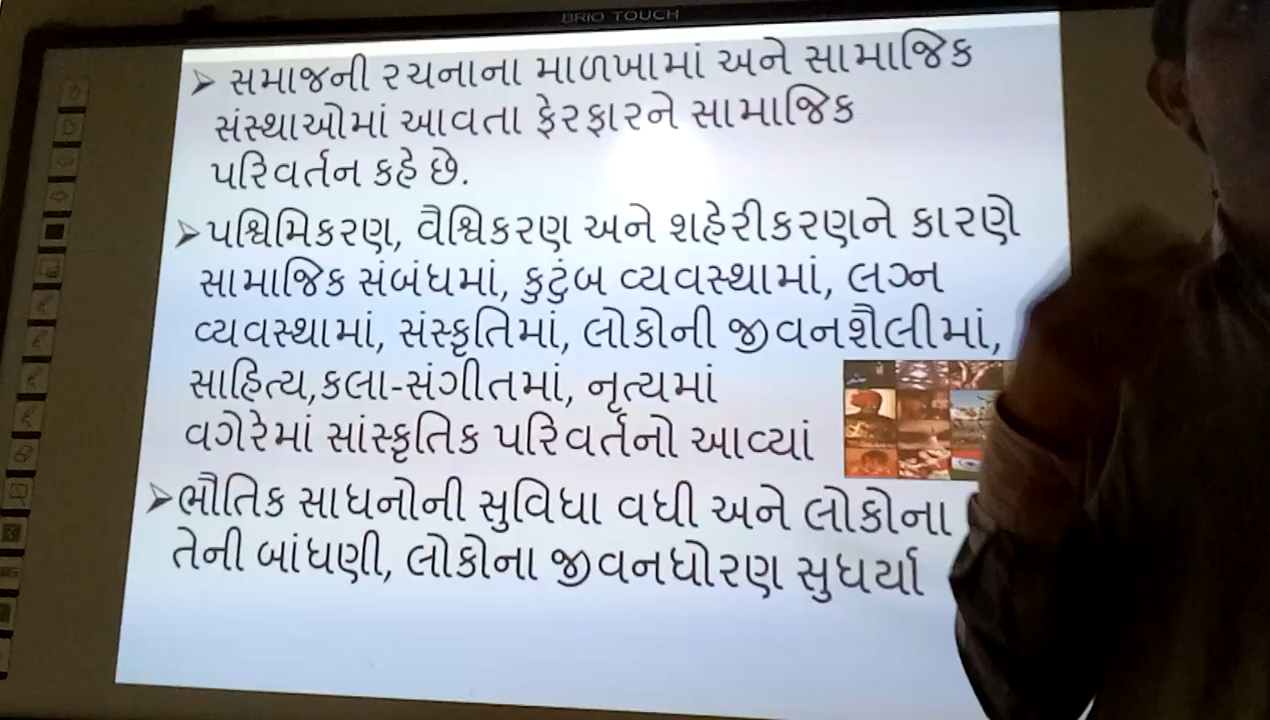 BRIO TOUCH
➢ સમાજની રચનાના માળખામાં અને સામાજિક
સંસ્થાઓમાં આવતા ફેરફારને સામાજિક
પરિવર્તન કહે છે.
➢પશ્ચિમિકરણ, વૈશ્વિકરણ અને શહેરીકરણને કારણે
સામાજિક સંબંધમાં, કુટુંબ વ્યવસ્થામાં, લગ્ન
વ્યવસ્થામાં, સંસ્કૃતિમાં, લોકોની જીવનશૈલીમાં,
સાહિત્ય,કલા-સંગીતમાં, નૃત્યમાં
વગેરેમાં સાંસ્કૃતિક પરિવર્તનો આવ્યાં
➢ભૌતિક સાધનોની સુવિધા વધી અને લોકોના
તેની બાંધણી, લોકોના જીવનધોરણ સુધર્યા